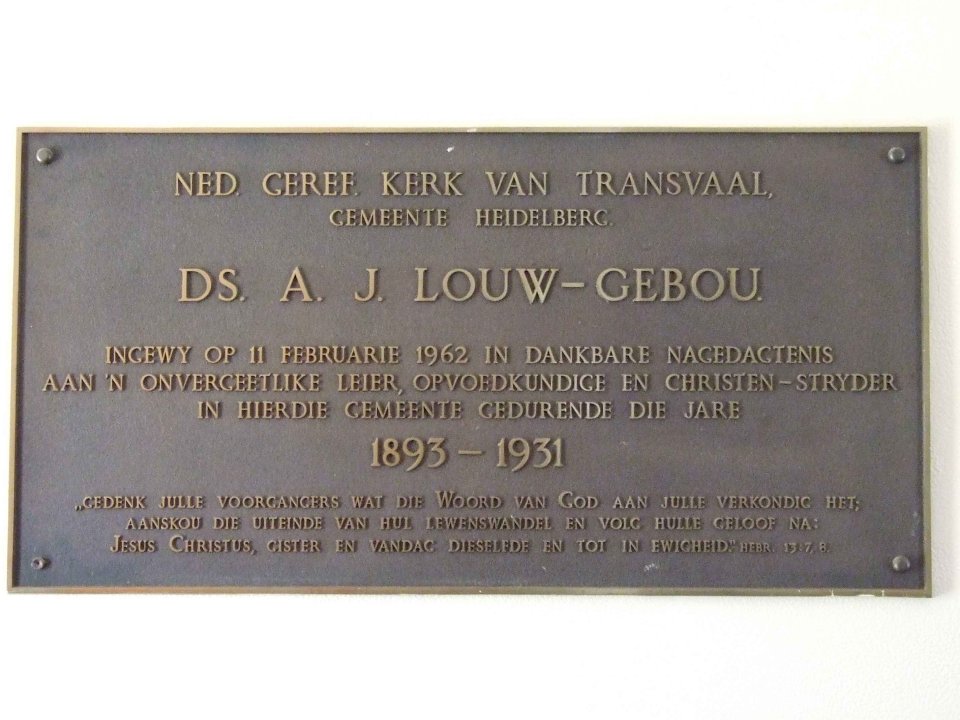 NED. GEREF. KERK VAN TRANSVAAL,
GEMEENTE HEIDELBERG.
DS. A. J. LOUW-GEBOU.
INGEWY OP 11 FEBRUARIE 1962 IN DANKBARE NAGEDACTENIS
AAN 'N ONVERGEETLIKE LEIER, OPVOEDKUNDIGE EN CHRISTEN-STRYDER
IN HIERDIE GEMEENTE GEDURENDE DIE JARE
1893 – 1931
„GEDENK JULLE VOORGANGERS WAT DIE WOORD VAN GOD AAN JULLE VERKONDIG HET;
AANSKOU DIE UITEINDE VAN HUL LEWENSWANDEL EN VOLG HULLE GELOOF NA:
JESUS CHRISTUS, GISTER EN VANDAG DIESELFDE EN TOT IN EWIGHEID." HEBR. 13:7, 8.